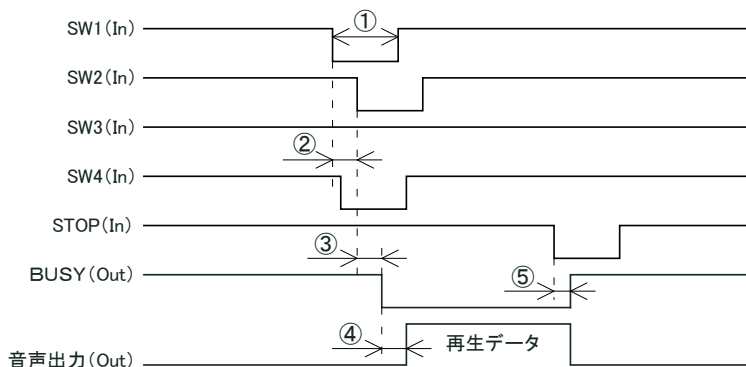 SW1(In)
①
SW2(In)
SW3(In)
②
SW4(In)
STOP(In)
③
BUSY(Out)
⑤
④
再生データ
音声出力(Out)